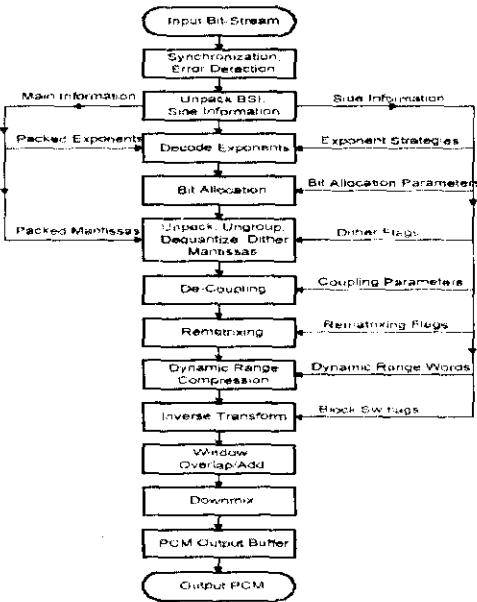 Input Bit-Stream
Synchronization,
Error Detection
Main Information
Unpack BSI,
Side Information
Side Information
Packed Exponents
Decode Exponents
Exponent Strategies
Bit Allocation
Bit Allocation Parameters
Packed Mantissas
Unpack, Ungroup,
Dequantize, Dither
Mantissas
Dither Flags
De-Coupling
Coupling Parameters
Rematrixing
Rematrixing Flags
Dynamic Range
Compression
Dynamic Range Words
Inverse Transform
Block Sw flags
Window
Overlap/Add
Downmix
PCM Output Buffer
Output PCM